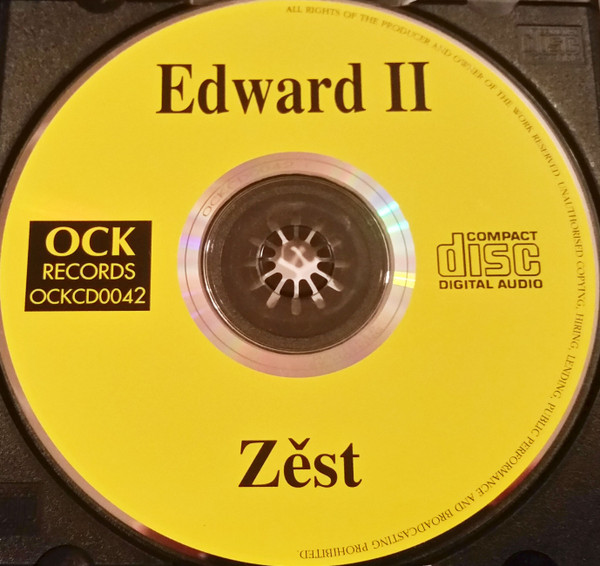 Edward II
OCK
RECORDS
OCKCD0042
COMPACT
disc
DIGITAL AUDIO
Zěst
ALL RIGHTS OF THE PRODUCER AND OWNER OF THE WORK RESERVED. UNAUTHORISED COPYING, HIRING, LENDING, PUBLIC PERFORMANCE AND BROADCASTING PROHIBITED.